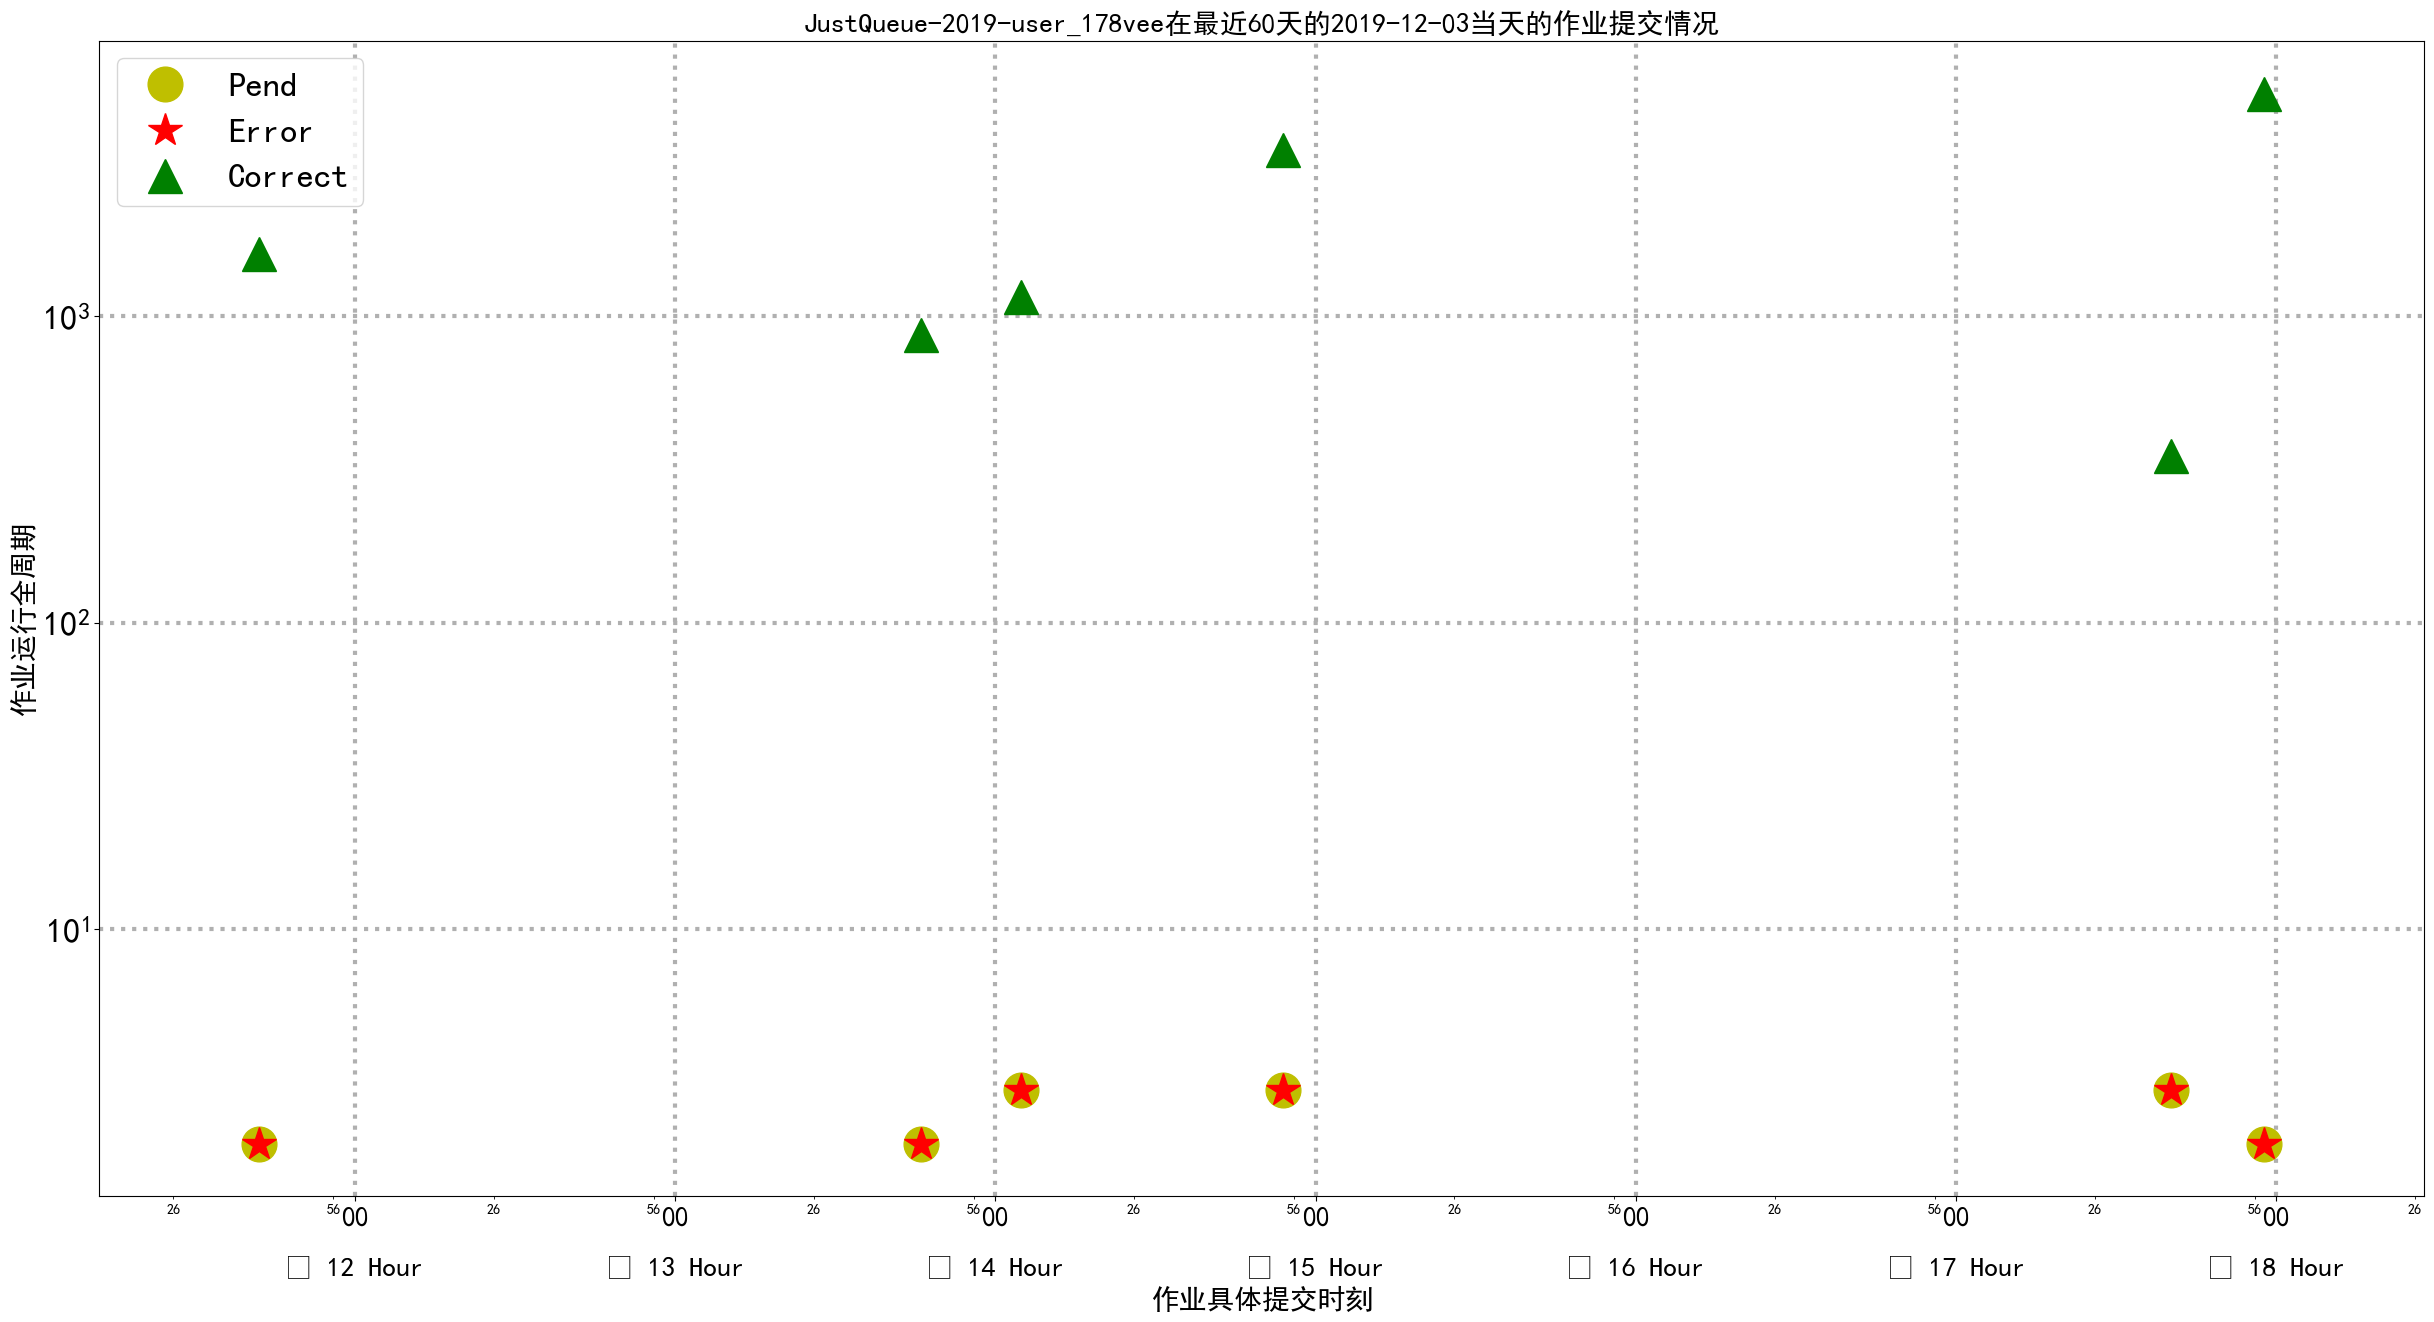 JustQueue-2019-user_178vee在最近60天的2019-12-03当天的作业提交情况
Pend
Error
Correct
作业运行全周期
10³
10²
10¹
26 56 00 26 56 00 26 56 00 26 56 00 26 56 00 26 56 00 26 56 00 26
12 Hour 13 Hour 14 Hour 15 Hour 16 Hour 17 Hour 18 Hour
作业具体提交时刻